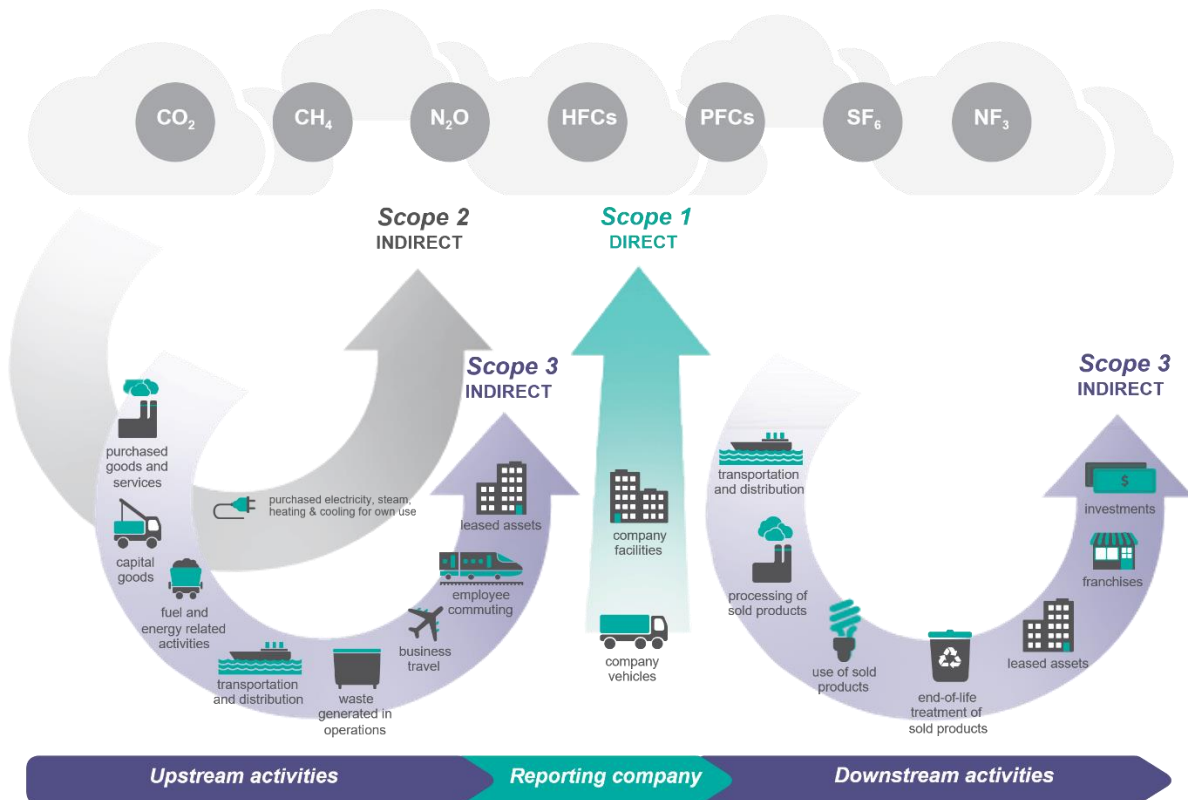 CO₂
CH₄
N₂O
HFCs
PFCs
SF₆
NF₃
Scope 2
INDIRECT
Scope 1
DIRECT
Scope 3
INDIRECT
Scope 3
INDIRECT
purchased
goods and
services
capital
goods
fuel and
energy related
activities
transportation
and distribution
waste
generated in
operations
business
travel
employee
commuting
leased assets
purchased electricity, steam,
heating & cooling for own use
company
facilities
company
vehicles
transportation
and distribution
processing of
sold products
use of sold
products
end-of-life
treatment of
sold products
leased assets
franchises
investments
$
Upstream activities
Reporting company
Downstream activities